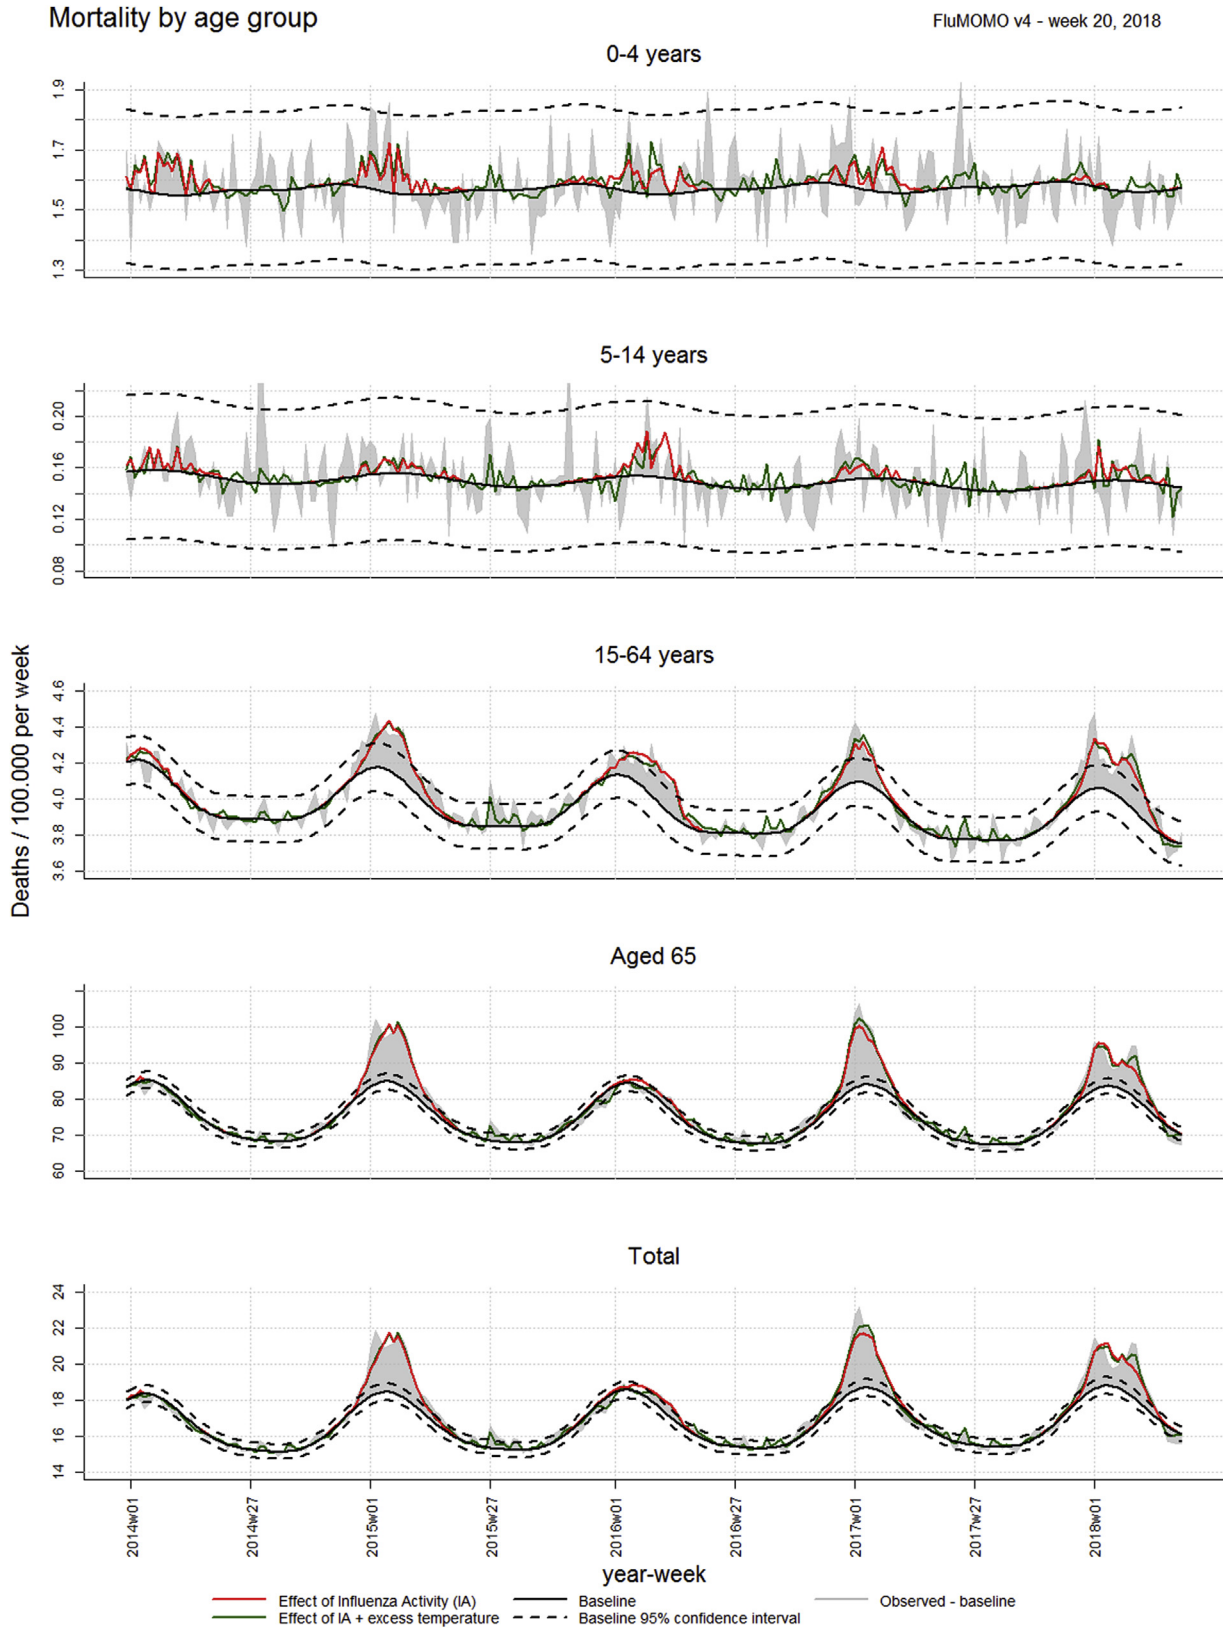 Mortality by age group
FluMOMO v4 - week 20, 2018
0-4 years
1.9
1.7
1.5
1.3
5-14 years
0.20
0.16
0.12
0.08
15-64 years
4.6
4.4
4.2
4.0
3.8
3.6
Deaths / 100.000 per week
Aged 65
100
90
80
70
60
Total
24
22
20
18
16
14
2014w01
2014w27
2015w01
2015w27
2016w01
2016w27
2017w01
2017w27
2018w01
year-week
Effect of Influenza Activity (IA)
Baseline
Observed - baseline
Effect of IA + excess temperature
Baseline 95% confidence interval